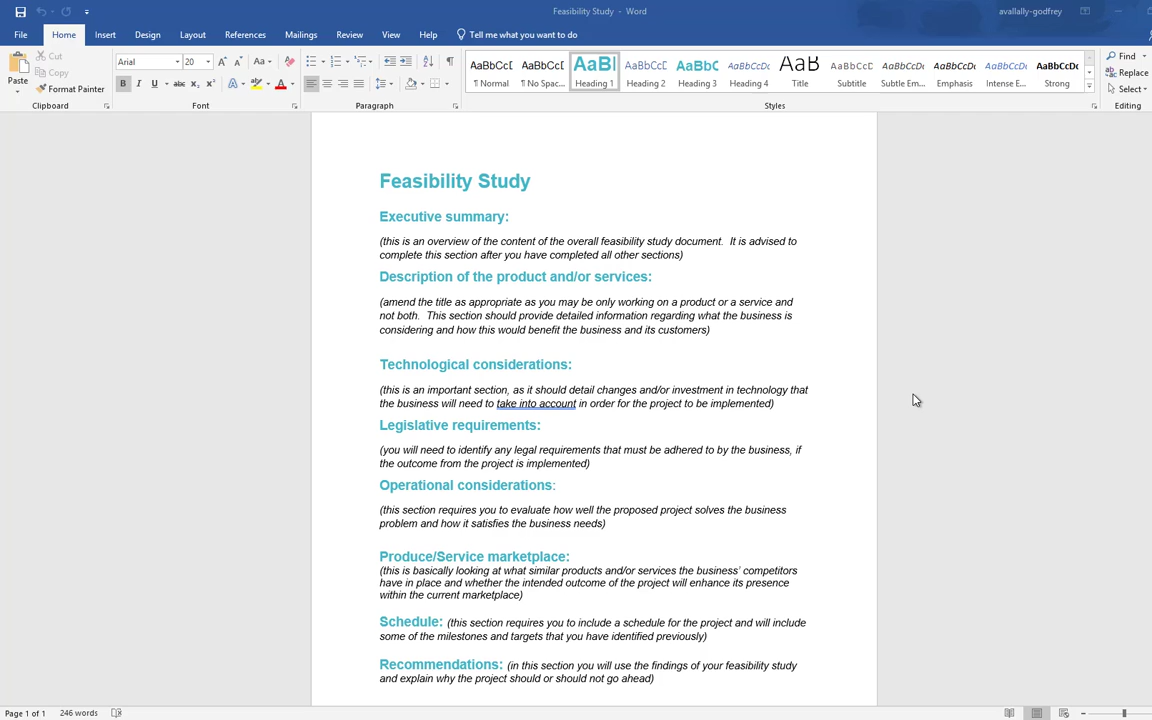 Feasibility Study - Word
avallally-godfrey
File Home Insert Design Layout References Mailings Review View Help Tell me what you want to do
Paste
Cut
Copy
Format Painter
Clipboard
Arial 20
Aa
B I U abc x₂ x²
A
Font
Paragraph
AaBbCcI AaBbCcI AaBl AaBbCcD AaBbC AaBbCcDc AaB AaBbCcD AaBbCcDc AaBbCcDc AaBbCcDc AaBbCcDc
¶ Normal ¶ No Spac... Heading 1 Heading 2 Heading 3 Heading 4 Title Subtitle Subtle Em... Emphasis Intense E... Strong
Styles
Find
Replace
Select
Editing
Feasibility Study
Executive summary:
(this is an overview of the content of the overall feasibility study document.  It is advised to
complete this section after you have completed all other sections)
Description of the product and/or services:
(amend the title as appropriate as you may be only working on a product or a service and
not both.  This section should provide detailed information regarding what the business is
considering and how this would benefit the business and its customers)
Technological considerations:
(this is an important section, as it should detail changes and/or investment in technology that
the business will need to take into account in order for the project to be implemented)
Legislative requirements:
(you will need to identify any legal requirements that must be adhered to by the business, if
the outcome from the project is implemented)
Operational considerations:
(this section requires you to evaluate how well the proposed project solves the business
problem and how it satisfies the business needs)
Produce/Service marketplace:
(this is basically looking at what similar products and/or services the business' competitors
have in place and whether the intended outcome of the project will enhance its presence
within the current marketplace)
Schedule: (this section requires you to include a schedule for the project and will include
some of the milestones and targets that you have identified previously)
Recommendations: (in this section you will use the findings of your feasibility study
and explain why the project should or should not go ahead)
Page 1 of 1 246 words